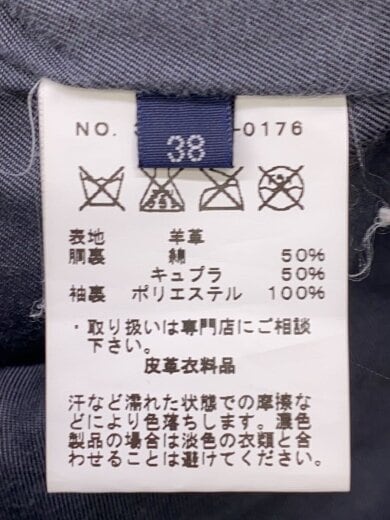 NO. -0176
38
表地 羊革
胴裏 綿 50%
キュプラ 50%
袖裏 ポリエステル 100%
・取り扱いは専門店にご相談
下さい。
皮革衣料品
汗など濡れた状態での摩擦な
どにより色落ちします。濃色
製品の場合は淡色の衣類と合
わせることは避けてください。